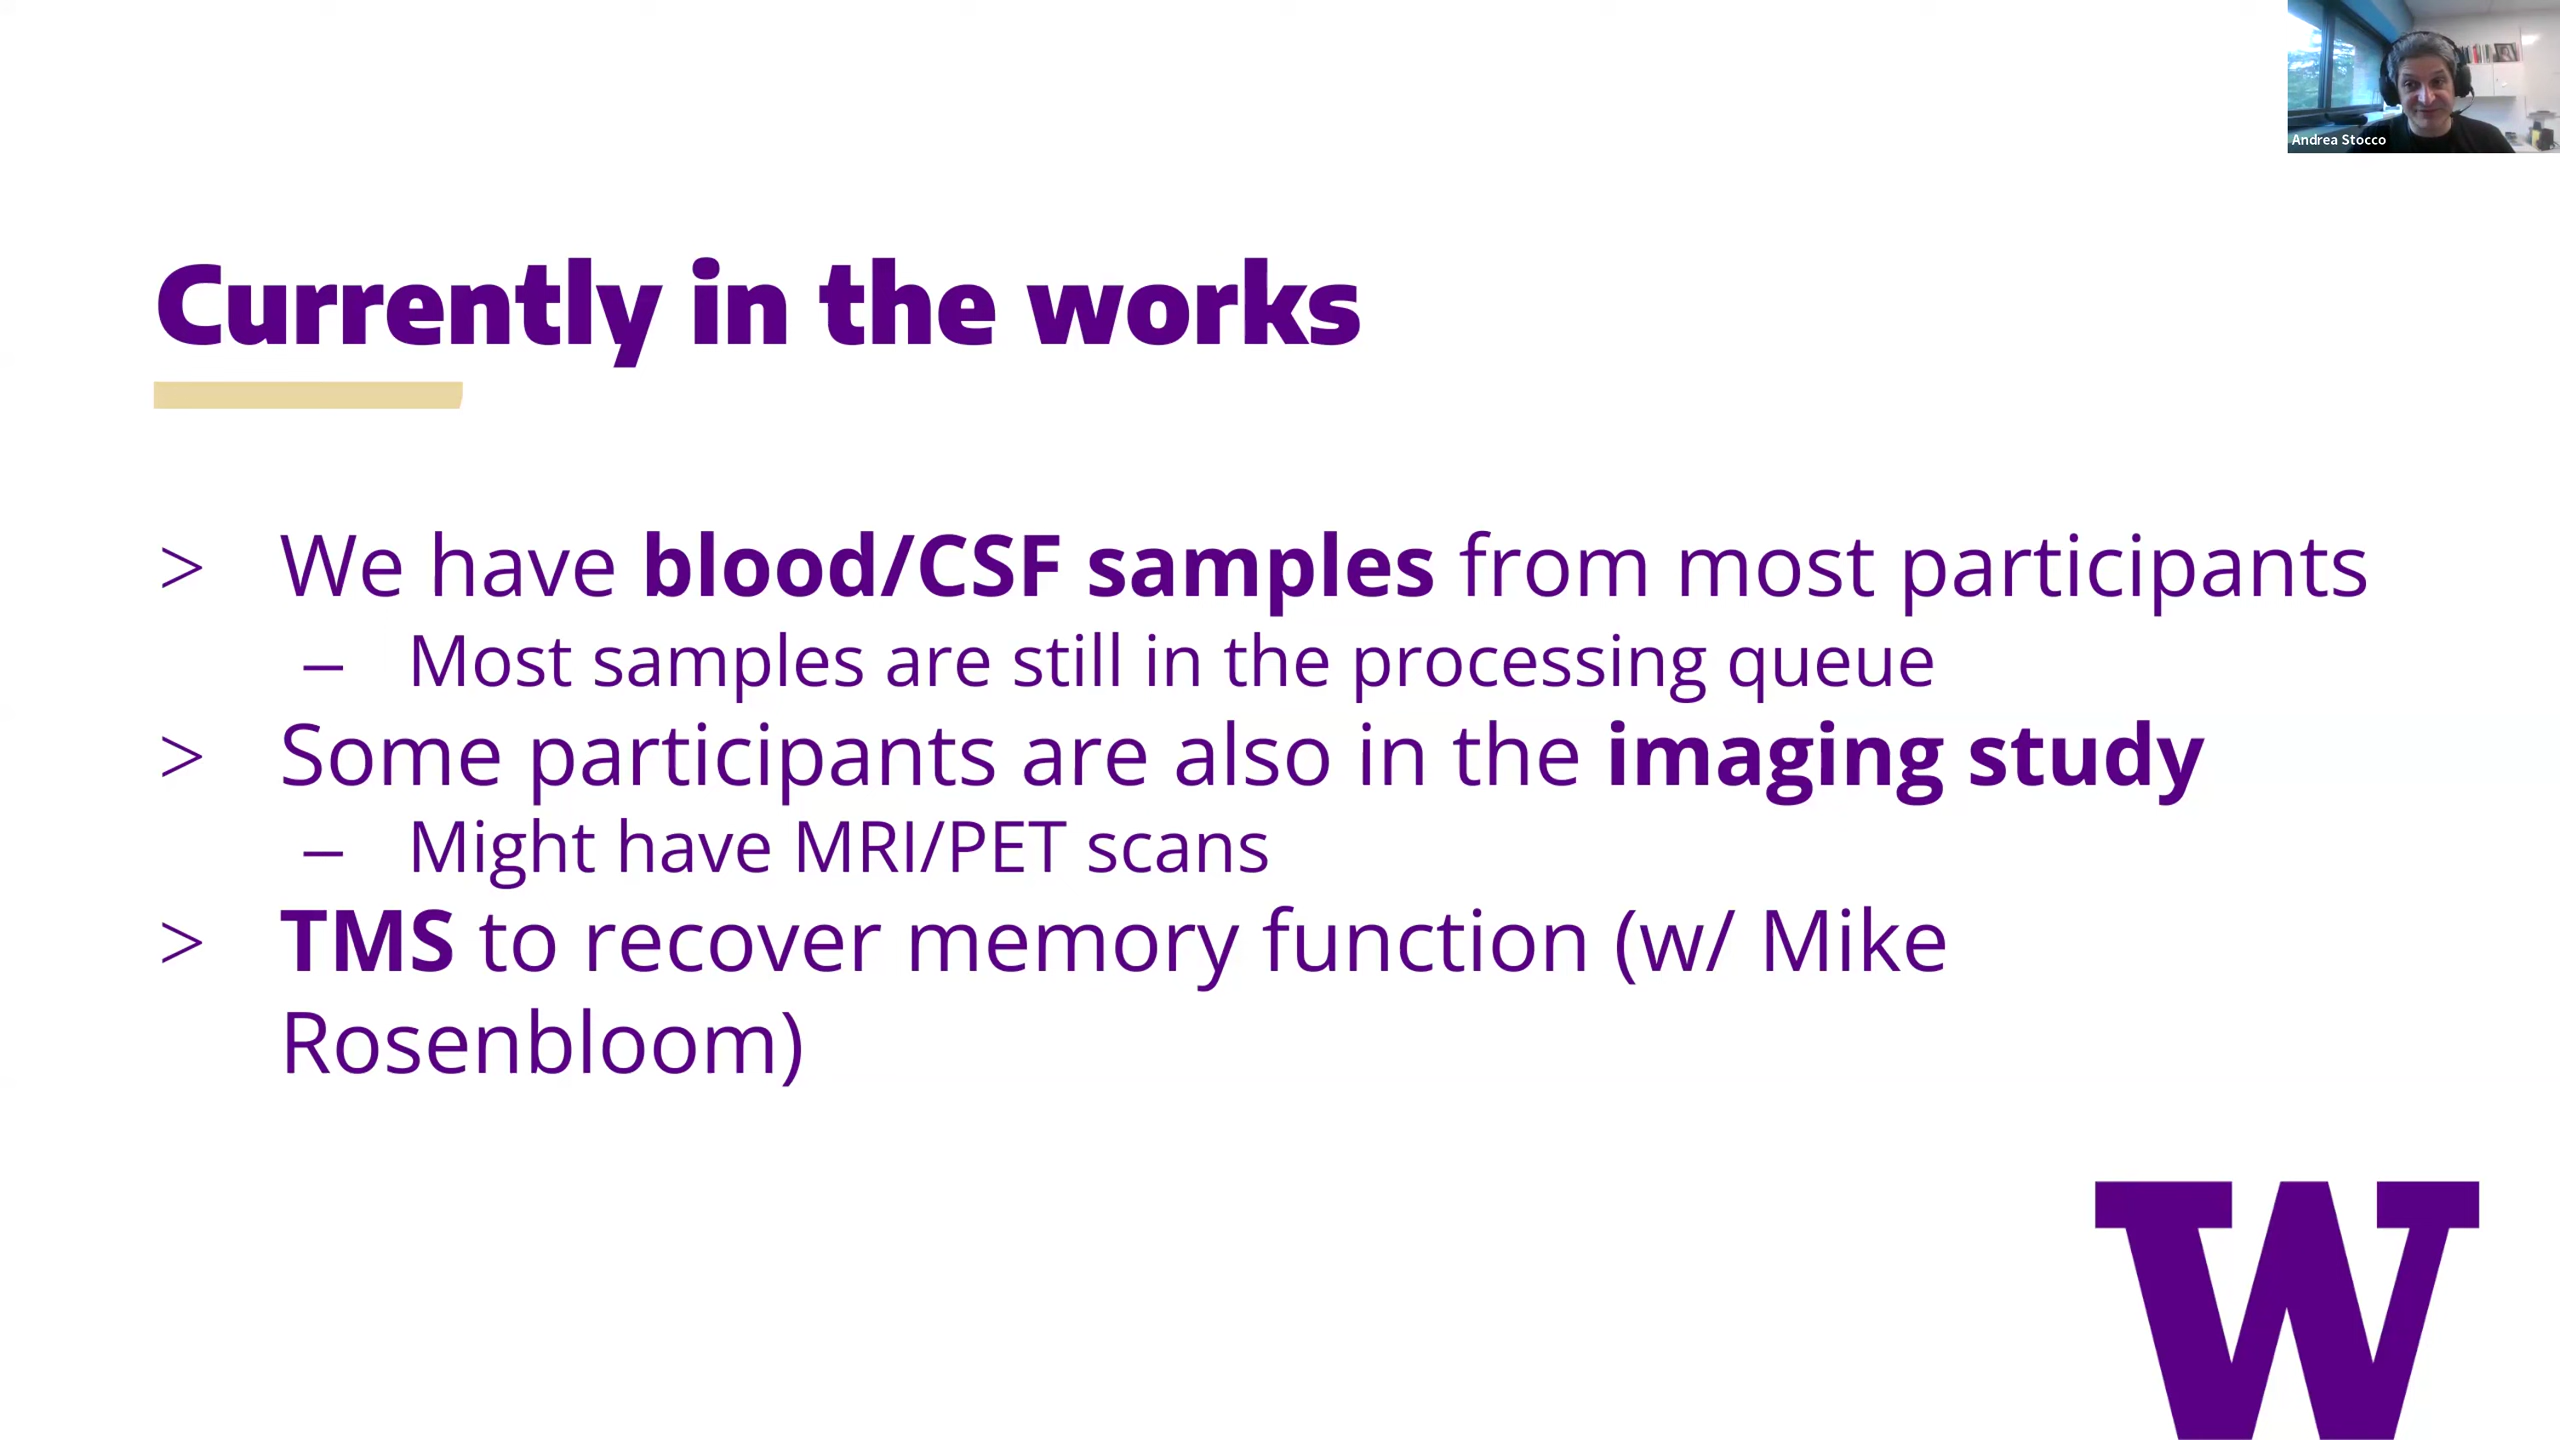 Andrea Stocco
Currently in the works
> We have blood/CSF samples from most participants
– Most samples are still in the processing queue
> Some participants are also in the imaging study
– Might have MRI/PET scans
> TMS to recover memory function (w/ Mike
Rosenbloom)
W